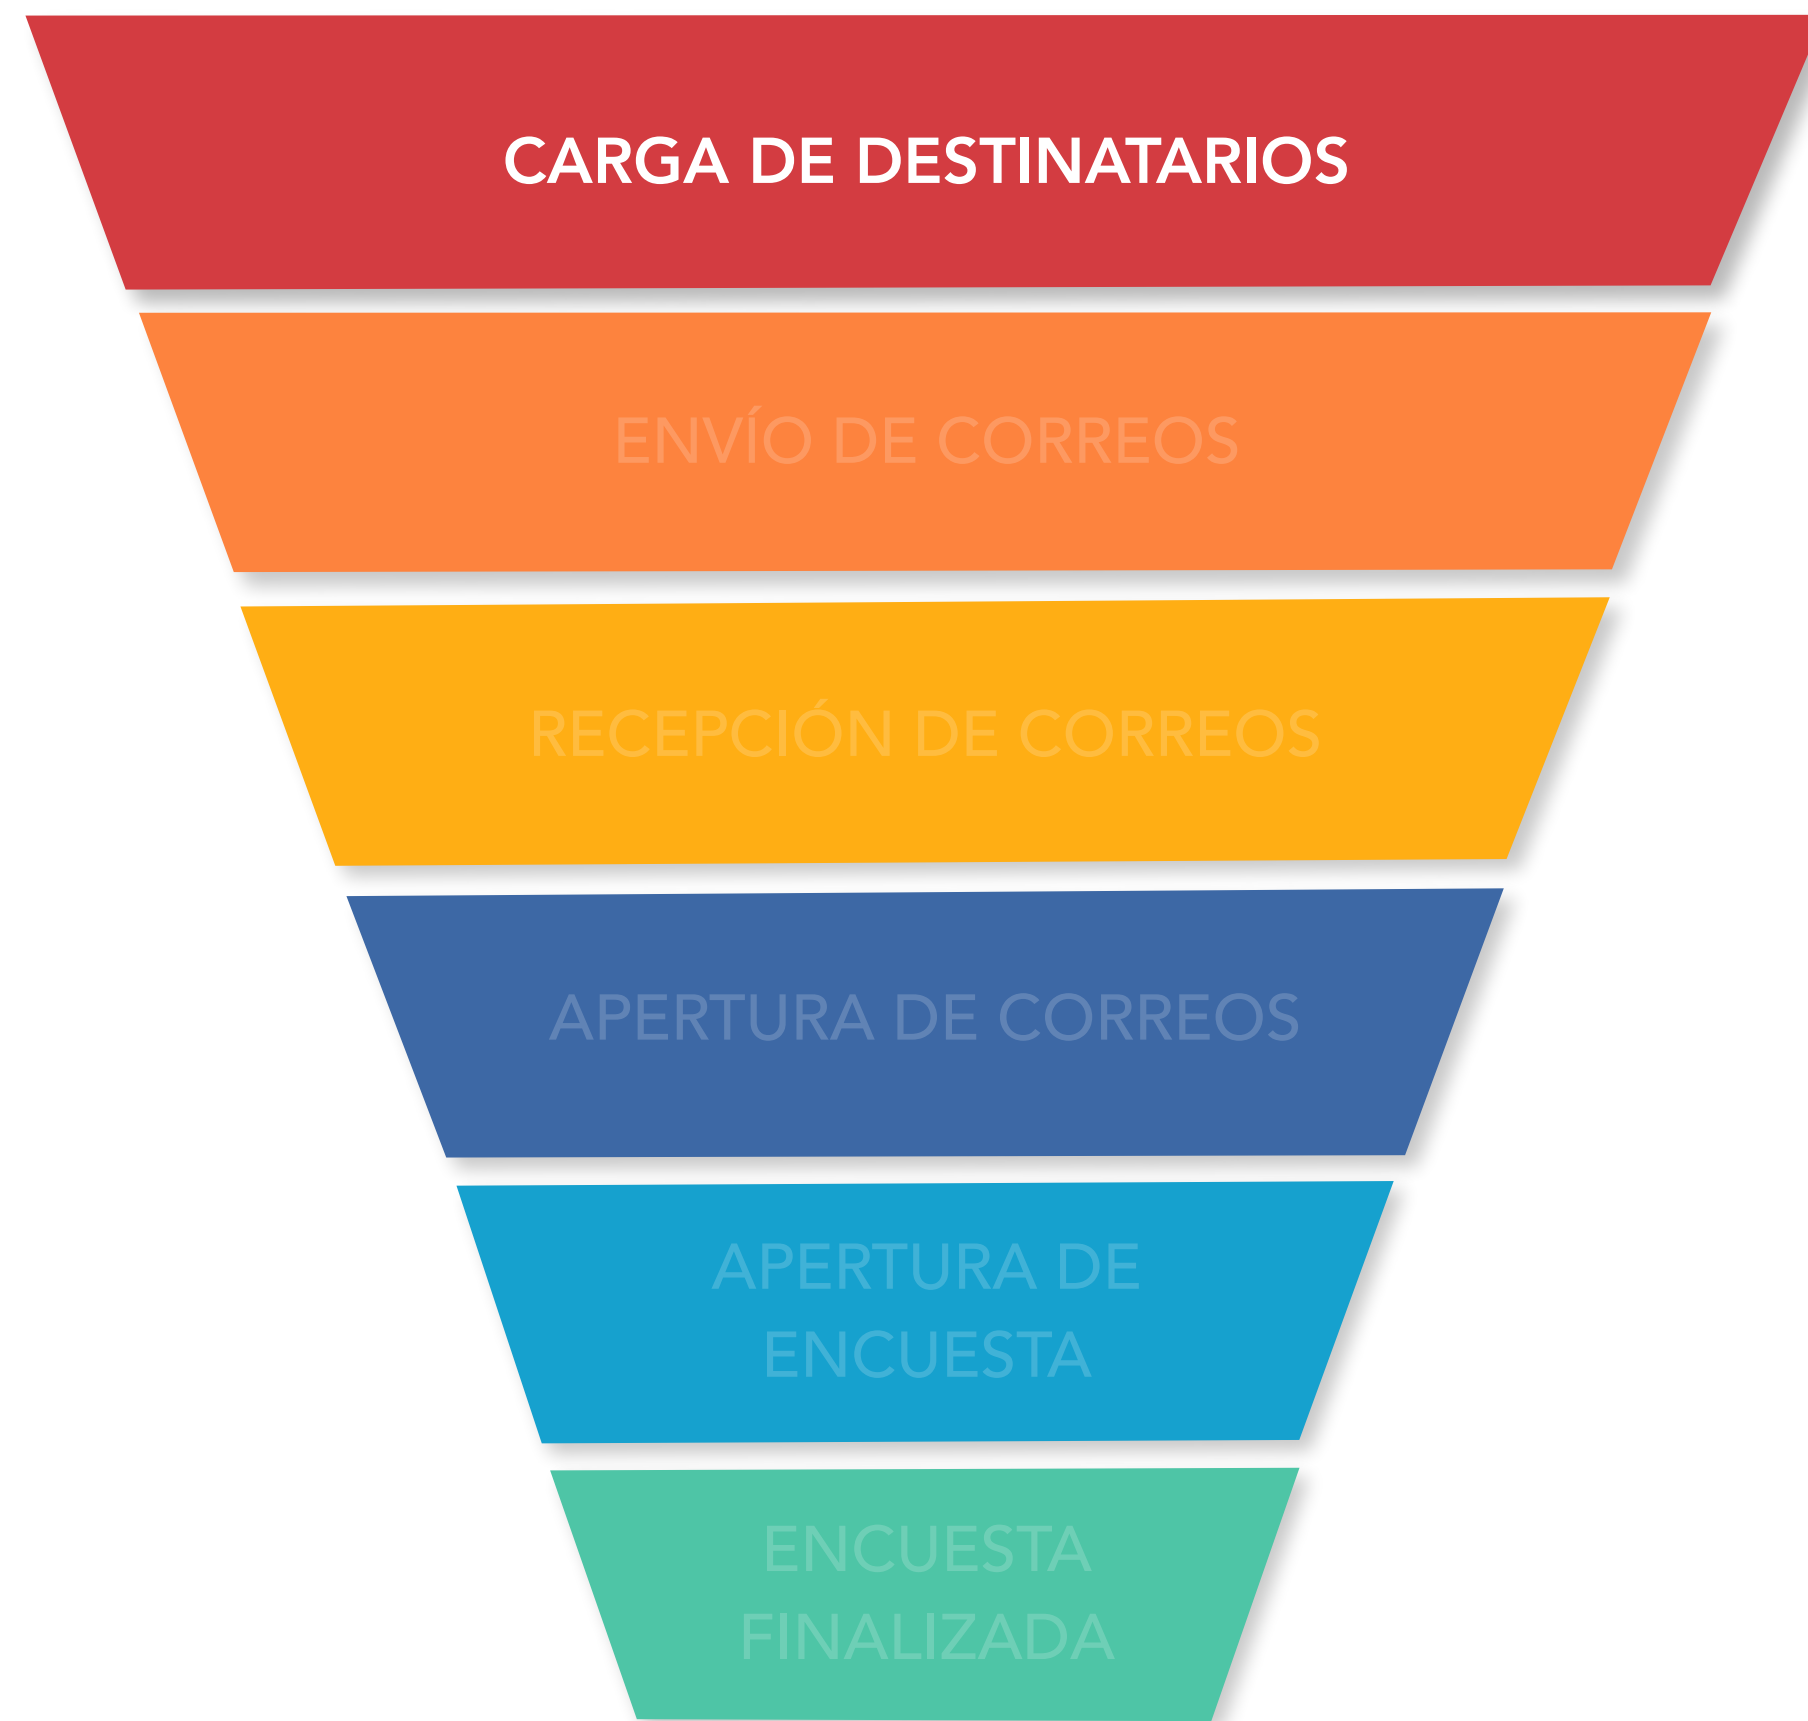 CARGA DE DESTINATARIOS
ENVÍO DE CORREOS
RECEPCIÓN DE CORREOS
APERTURA DE CORREOS
APERTURA DE
ENCUESTA
ENCUESTA
FINALIZADA